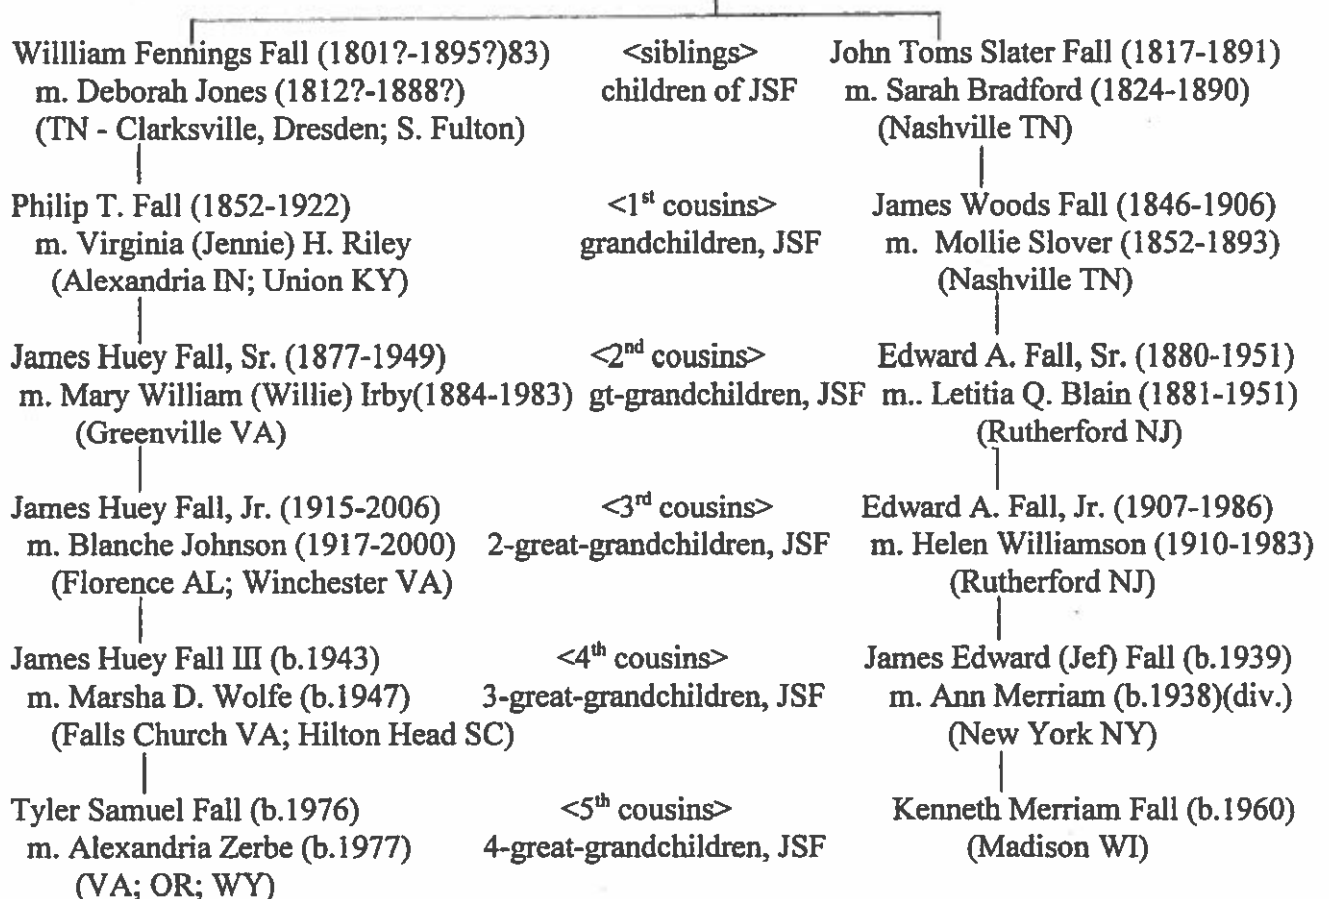 Willliam Fennings Fall (1801?-1895?)83) <siblings> John Toms Slater Fall (1817-1891)
m. Deborah Jones (1812?-1888?) children of JSF m. Sarah Bradford (1824-1890)
(TN - Clarksville, Dresden; S. Fulton) (Nashville TN)
Philip T. Fall (1852-1922) <1st cousins> James Woods Fall (1846-1906)
m. Virginia (Jennie) H. Riley grandchildren, JSF m. Mollie Slover (1852-1893)
(Alexandria IN; Union KY) (Nashville TN)
James Huey Fall, Sr. (1877-1949) <2nd cousins> Edward A. Fall, Sr. (1880-1951)
m. Mary William (Willie) Irby(1884-1983) gt-grandchildren, JSF m.. Letitia Q. Blain (1881-1951)
(Greenville VA) (Rutherford NJ)
James Huey Fall, Jr. (1915-2006) <3rd cousins> Edward A. Fall, Jr. (1907-1986)
m. Blanche Johnson (1917-2000) 2-great-grandchildren, JSF m. Helen Williamson (1910-1983)
(Florence AL; Winchester VA) (Rutherford NJ)
James Huey Fall III (b.1943) <4th cousins> James Edward (Jef) Fall (b.1939)
m. Marsha D. Wolfe (b.1947) 3-great-grandchildren, JSF m. Ann Merriam (b.1938)(div.)
(Falls Church VA; Hilton Head SC) (New York NY)
Tyler Samuel Fall (b.1976) <5th cousins> Kenneth Merriam Fall (b.1960)
m. Alexandria Zerbe (b.1977) 4-great-grandchildren, JSF (Madison WI)
(VA; OR; WY)